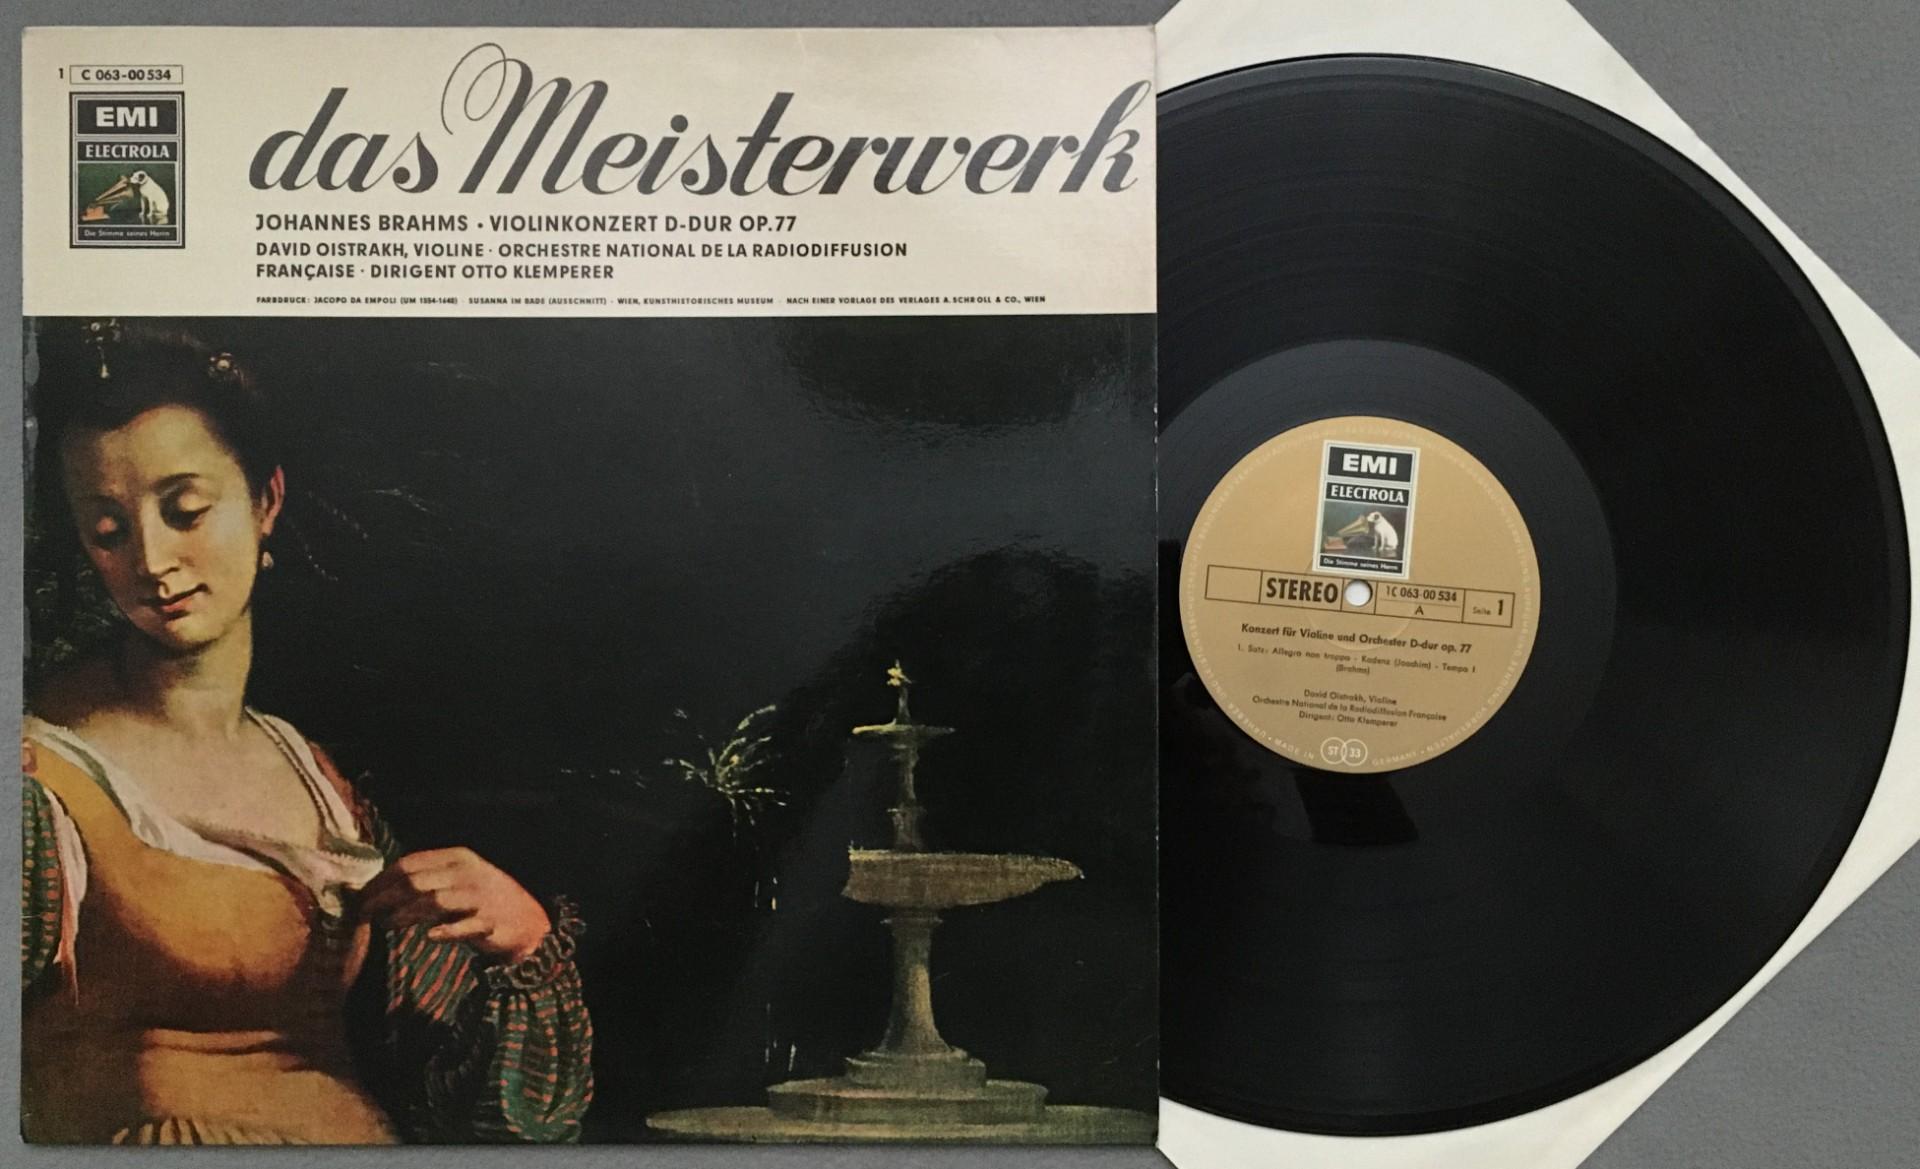 1 C 063-00534
EMI
ELECTROLA
Die Stimme seines Herrn
das Meisterwerk
JOHANNES BRAHMS · VIOLINKONZERT D-DUR OP.77
DAVID OISTRAKH, VIOLINE · ORCHESTRE NATIONAL DE LA RADIODIFFUSION
FRANÇAISE · DIRIGENT OTTO KLEMPERER
FARBDRUCK: JACOPO DA EMPOLI (UM 1554-1640) · SUSANNA IM BADE (AUSSCHNITT) · WIEN, KUNSTHISTORISCHES MUSEUM · NACH EINER VORLAGE DES VERLAGES A. SCHROLL & CO., WIEN
EMI
ELECTROLA
Die Stimme seines Herrn
STEREO 1C 063-00 534 Seite 1
A
Konzert für Violine und Orchester D-dur op. 77
1. Satz: Allegro non troppo - Kadenz (Joachim) - Tempo I
(Brahms)
David Oistrakh, Violine
Orchestre National de la Radiodiffusion Française
Dirigent: Otto Klemperer
ST 33
MADE IN GERMANY